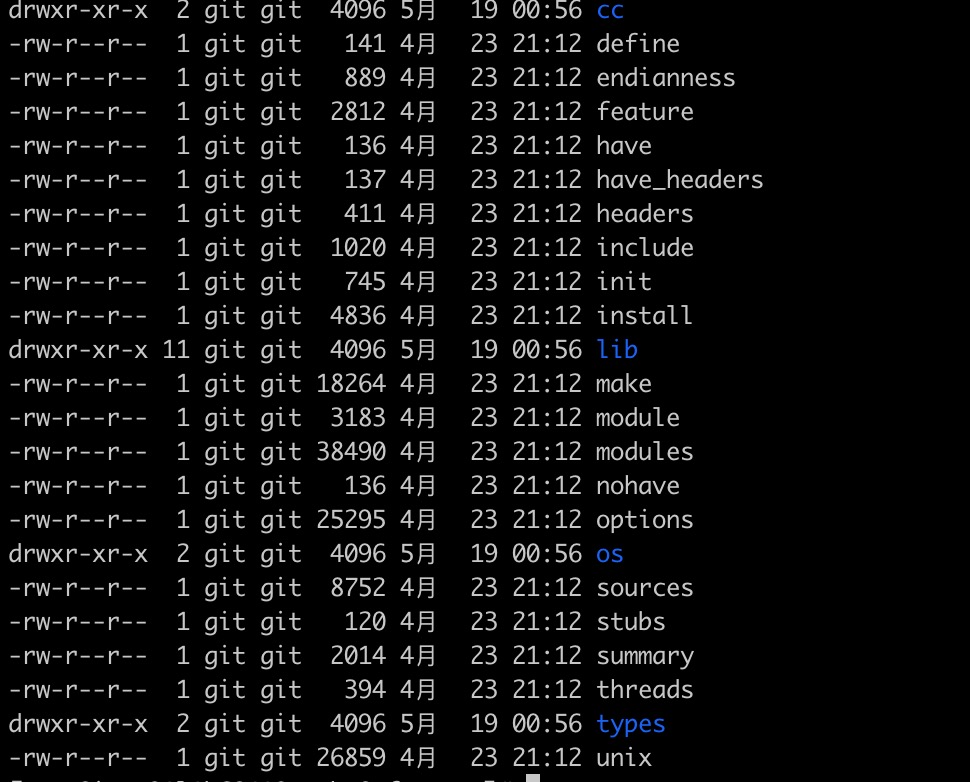 drwxr-xr-x  2 git git  4096 5月  19 00:56 cc
-rw-r--r--  1 git git   141 4月  23 21:12 define
-rw-r--r--  1 git git   889 4月  23 21:12 endianness
-rw-r--r--  1 git git  2812 4月  23 21:12 feature
-rw-r--r--  1 git git   136 4月  23 21:12 have
-rw-r--r--  1 git git   137 4月  23 21:12 have_headers
-rw-r--r--  1 git git   411 4月  23 21:12 headers
-rw-r--r--  1 git git  1020 4月  23 21:12 include
-rw-r--r--  1 git git   745 4月  23 21:12 init
-rw-r--r--  1 git git  4836 4月  23 21:12 install
drwxr-xr-x 11 git git  4096 5月  19 00:56 lib
-rw-r--r--  1 git git 18264 4月  23 21:12 make
-rw-r--r--  1 git git  3183 4月  23 21:12 module
-rw-r--r--  1 git git 38490 4月  23 21:12 modules
-rw-r--r--  1 git git   136 4月  23 21:12 nohave
-rw-r--r--  1 git git 25295 4月  23 21:12 options
drwxr-xr-x  2 git git  4096 5月  19 00:56 os
-rw-r--r--  1 git git  8752 4月  23 21:12 sources
-rw-r--r--  1 git git   120 4月  23 21:12 stubs
-rw-r--r--  1 git git  2014 4月  23 21:12 summary
-rw-r--r--  1 git git   394 4月  23 21:12 threads
drwxr-xr-x  2 git git  4096 5月  19 00:56 types
-rw-r--r--  1 git git 26859 4月  23 21:12 unix